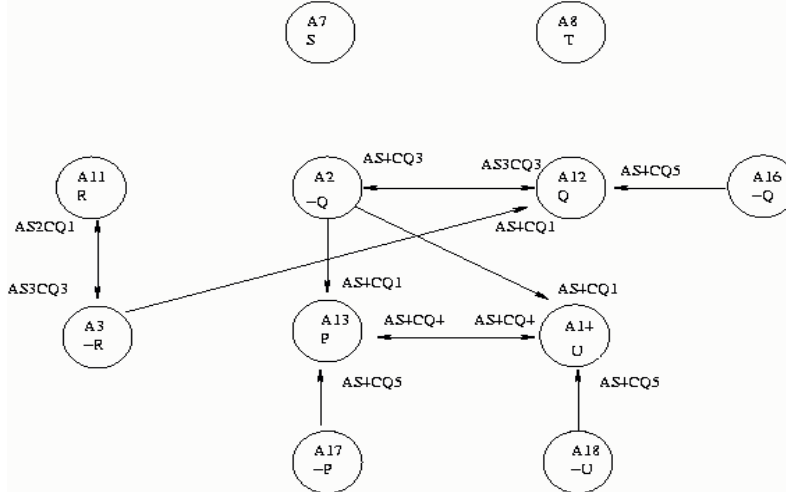 A7
S
A8
T
A11
R
A2
-Q
AS4CQ3
AS3CQ3
A12
Q
AS4CQ5
A16
-Q
AS2CQ1
AS4CQ1
AS3CQ3
AS4CQ1
AS4CQ1
A3
-R
A13
P
AS4CQ4
AS4CQ4
A14
U
AS4CQ5
AS4CQ5
A17
-P
A18
-U